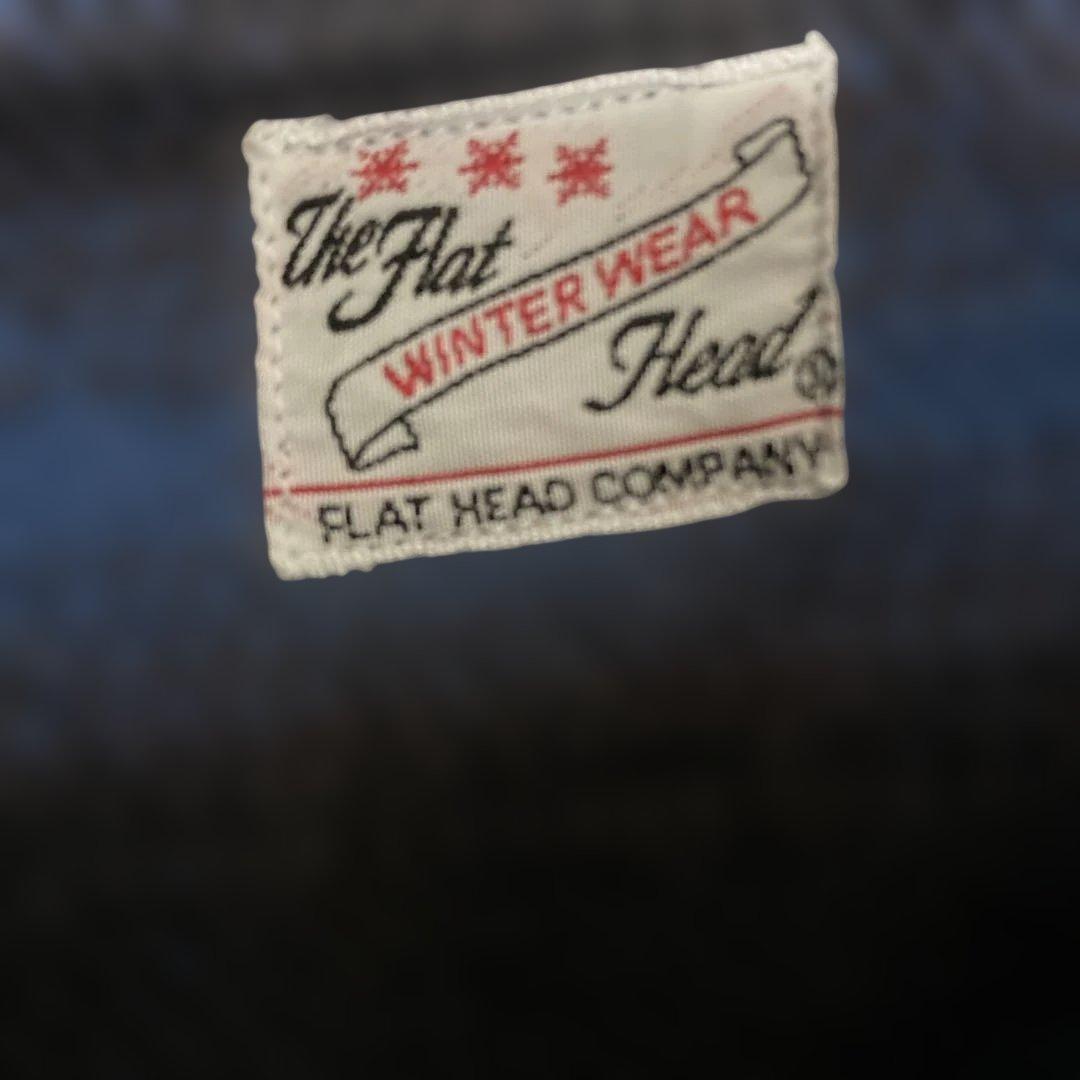 The Flat
WINTER WEAR
Head
FLAT HEAD COMPANY